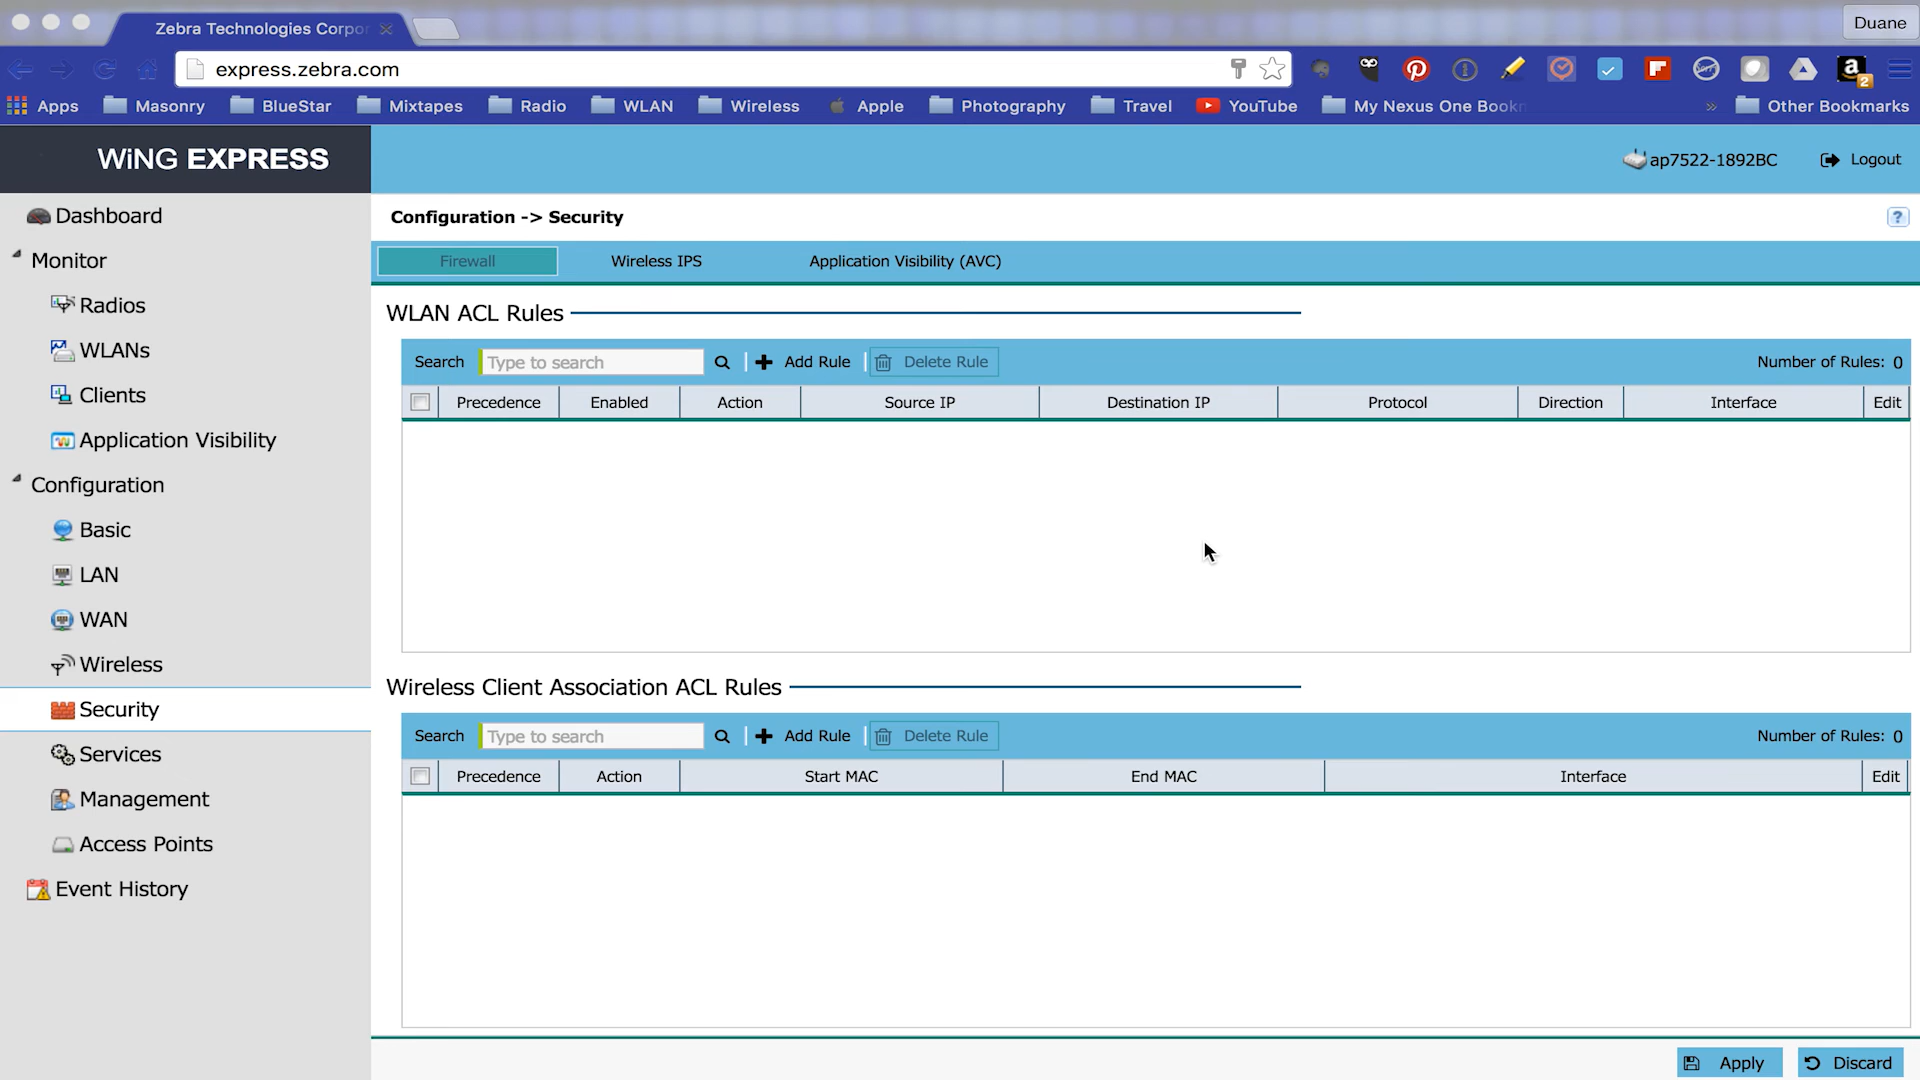 Zebra Technologies Corpor
Duane
express.zebra.com
2
Apps Masonry BlueStar Mixtapes Radio WLAN Wireless Apple Photography Travel YouTube My Nexus One Bookm » Other Bookmarks
WiNG EXPRESS
ap7522-1892BC Logout
Dashboard
Monitor
Radios
WLANs
Clients
Application Visibility
Configuration
Basic
LAN
WAN
Wireless
Security
Services
Management
Access Points
Event History
Configuration -> Security
?
Firewall Wireless IPS Application Visibility (AVC)
WLAN ACL Rules
Search Type to search Add Rule Delete Rule Number of Rules: 0
Precedence Enabled Action Source IP Destination IP Protocol Direction Interface Edit
Wireless Client Association ACL Rules
Search Type to search Add Rule Delete Rule Number of Rules: 0
Precedence Action Start MAC End MAC Interface Edit
Apply Discard